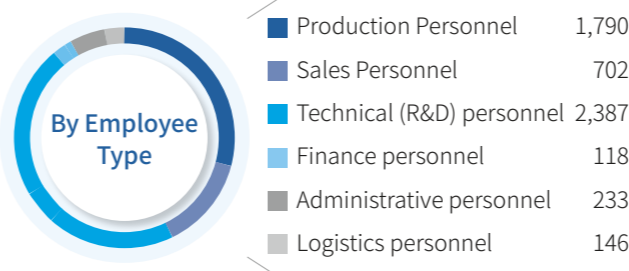 By Employee
Type
Production Personnel 1,790
Sales Personnel 702
Technical (R&D) personnel 2,387
Finance personnel 118
Administrative personnel 233
Logistics personnel 146